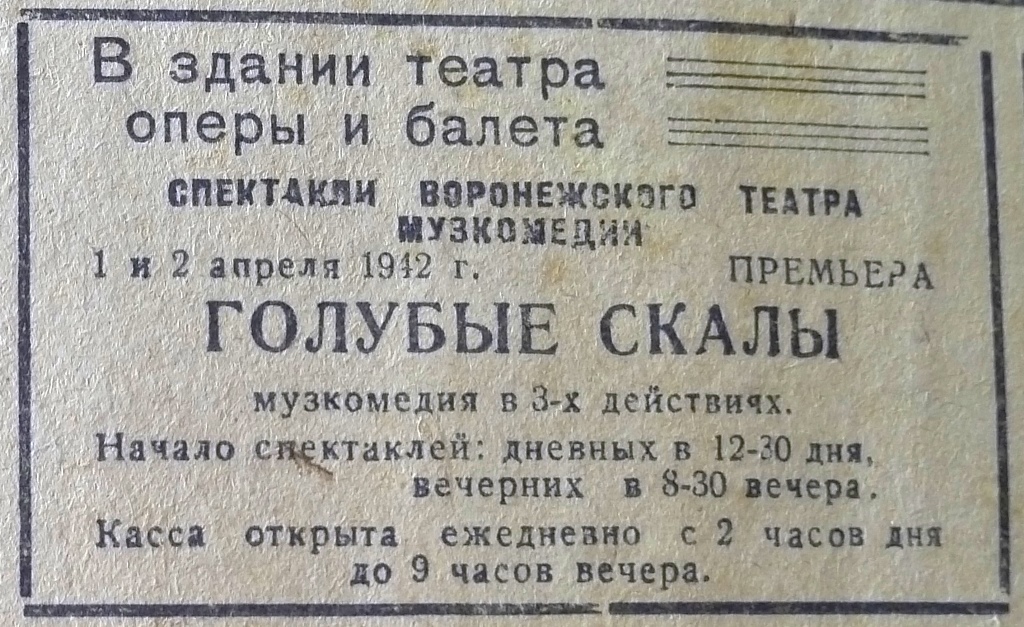 В здании театра
оперы и балета
СПЕКТАКЛИ ВОРОНЕЖСКОГО ТЕАТРА
МУЗКОМЕДИИ
1 и 2 апреля 1942 г. ПРЕМЬЕРА
ГОЛУБЫЕ СКАЛЫ
музкомедия в 3-х действиях.
Начало спектаклей: дневных в 12-30 дня,
вечерних в 8-30 вечера.
Касса открыта ежедневно с 2 часов дня
до 9 часов вечера.